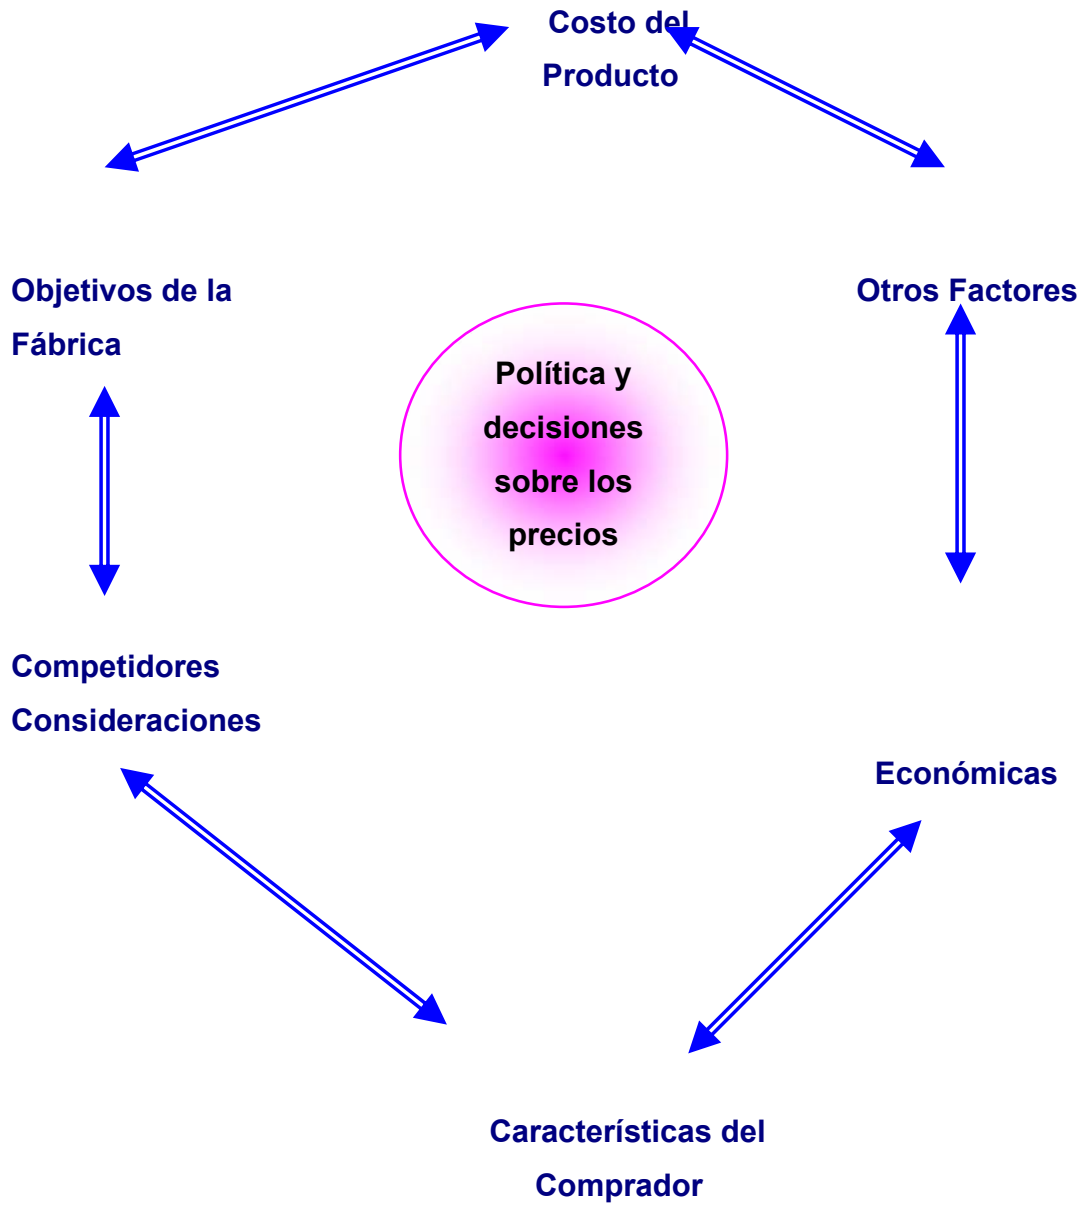 Costo del
Producto
Objetivos de la
Fábrica
Otros Factores
Política y
decisiones
sobre los
precios
Competidores
Consideraciones
Económicas
Características del
Comprador